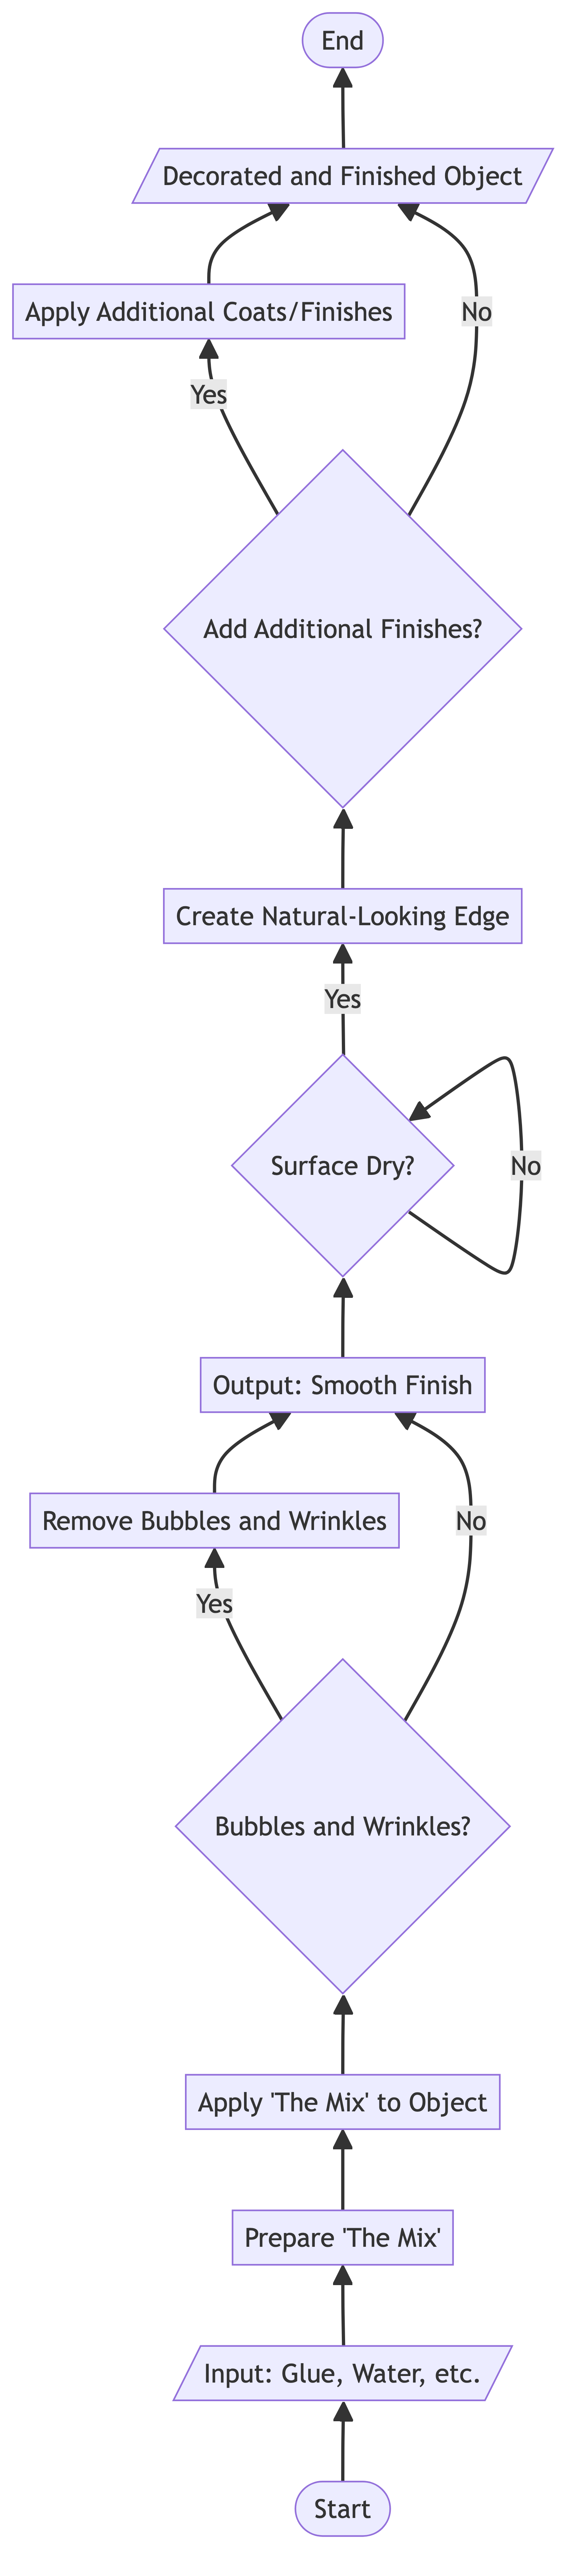 End
Decorated and Finished Object
Apply Additional Coats/Finishes
No
Yes
Add Additional Finishes?
Create Natural-Looking Edge
Yes
Surface Dry?
No
Output: Smooth Finish
Remove Bubbles and Wrinkles
No
Yes
Bubbles and Wrinkles?
Apply 'The Mix' to Object
Prepare 'The Mix'
Input: Glue, Water, etc.
Start